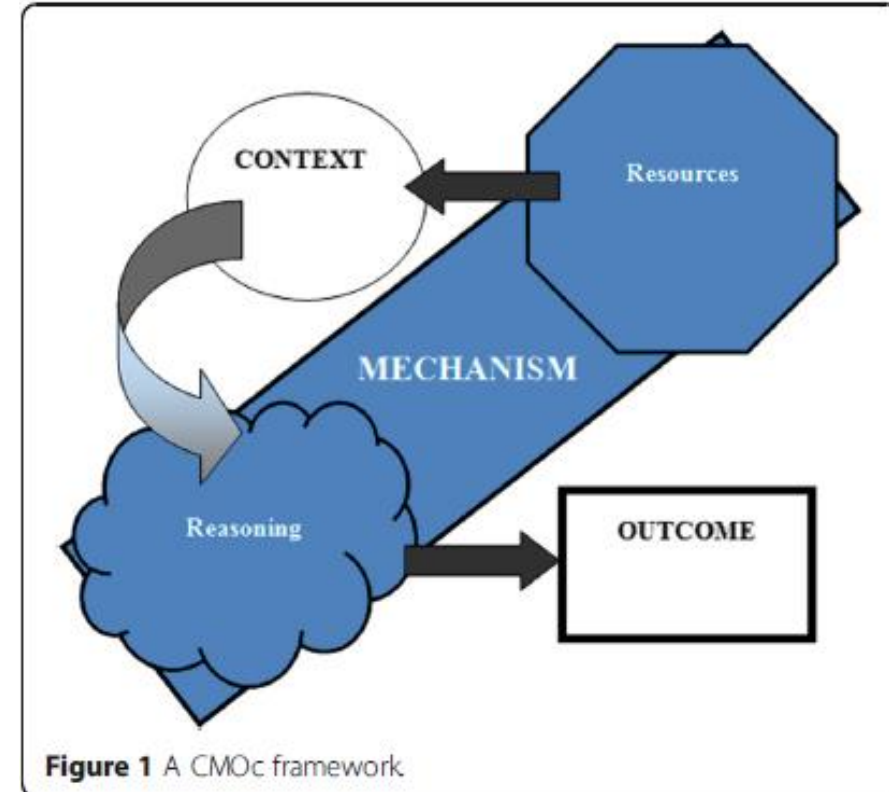 CONTEXT
Resources
MECHANISM
Reasoning
OUTCOME
Figure 1 A CMOc framework.